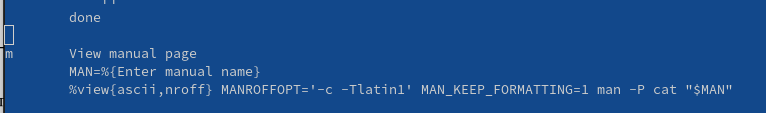 done
m View manual page
MAN=%{Enter manual name}
%view{ascii,nroff} MANROFFOPT='-c -Tlatin1' MAN_KEEP_FORMATTING=1 man -P cat "$MAN"